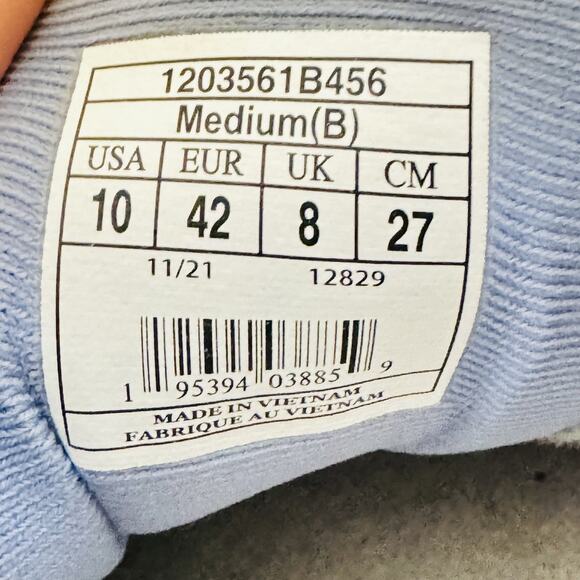 1203561B456
Medium(B)
USA EUR UK CM
10 42 8 27
11/21 12829
1 95394 03885 9
MADE IN VIETNAM
FABRIQUE AU VIETNAM